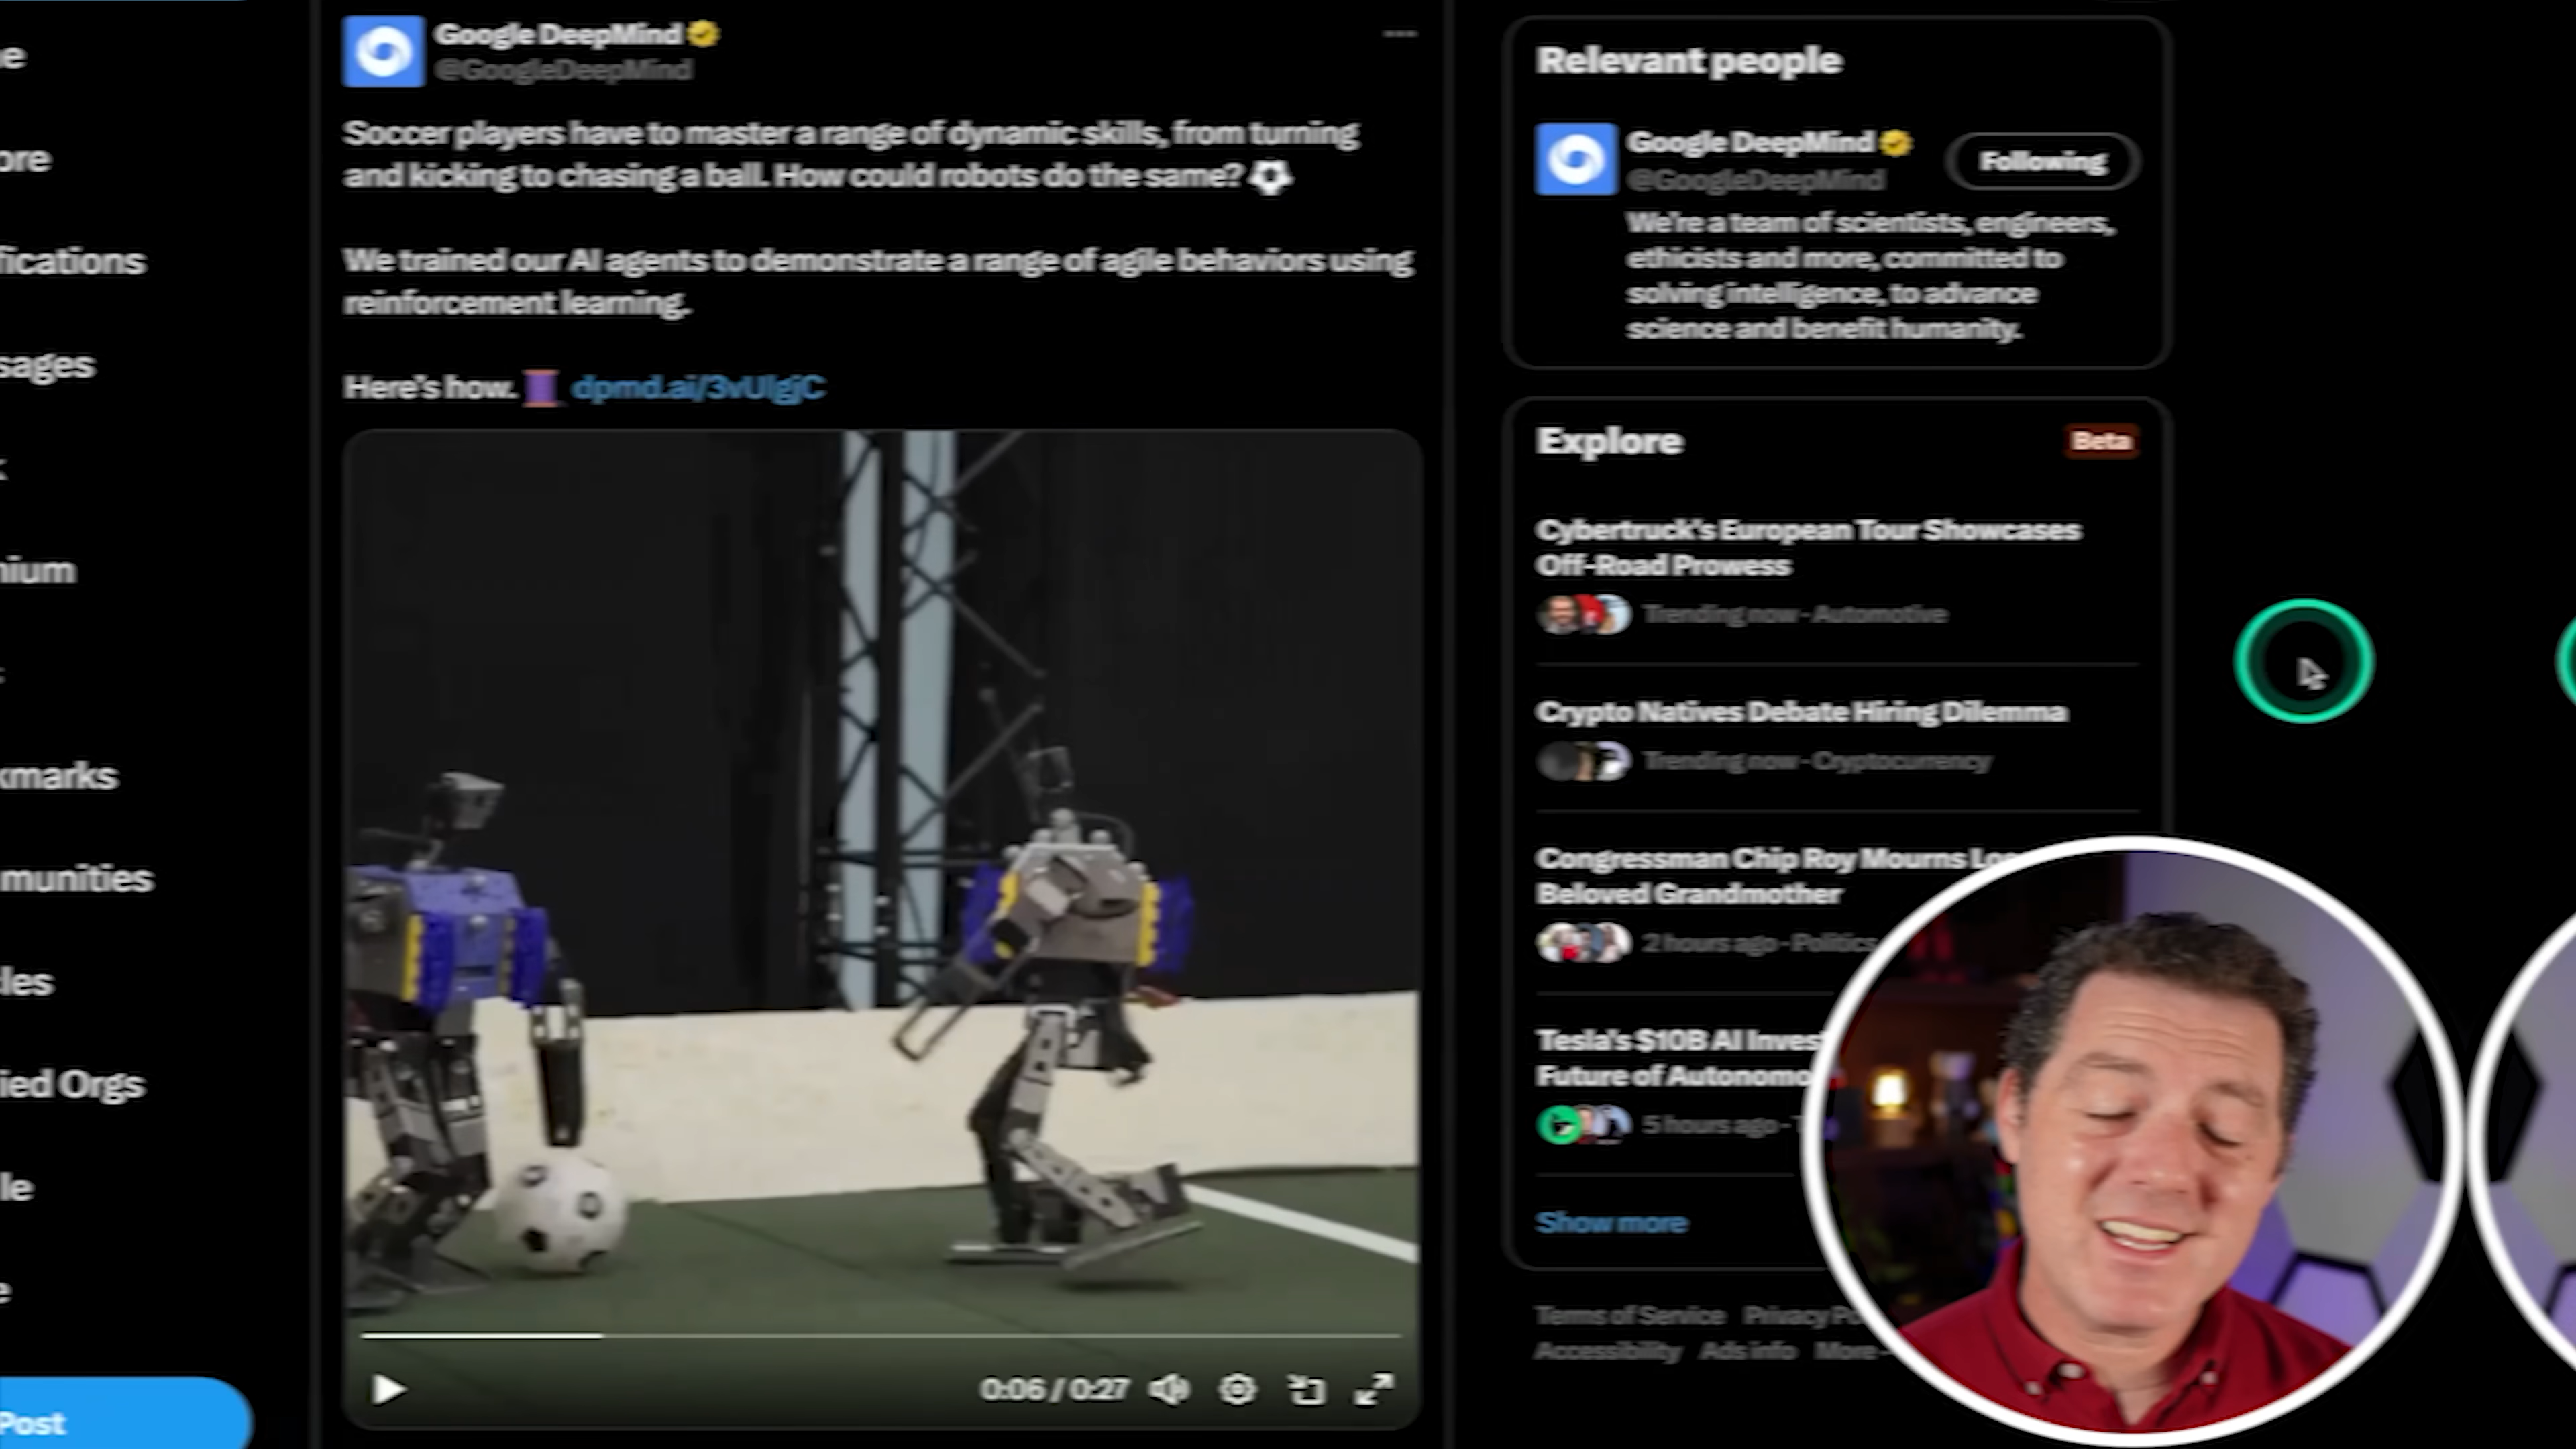 Google DeepMind
@GoogleDeepMind
Soccer players have to master a range of dynamic skills, from turning
and kicking to chasing a ball. How could robots do the same? ⚽
We trained our AI agents to demonstrate a range of agile behaviors using
reinforcement learning.
Here's how. 🧵 dpmd.ai/3vUlgjC
0:06 / 0:27
e
ore
fications
sages
k
nium
s
kmarks
munities
cles
ied Orgs
le
e
Post
Relevant people
Google DeepMind
@GoogleDeepMind
Following
We're a team of scientists, engineers,
ethicists and more, committed to
solving intelligence, to advance
science and benefit humanity.
Explore
Beta
Cybertruck's European Tour Showcases
Off-Road Prowess
Trending now · Automotive
Crypto Natives Debate Hiring Dilemma
Trending now · Cryptocurrency
Congressman Chip Roy Mourns Lo
Beloved Grandmother
2 hours ago · Politics
Tesla's $10B AI Inves
Future of Autonomo
5 hours ago · T
Show more
Terms of Service Privacy Po
Accessibility Ads info More